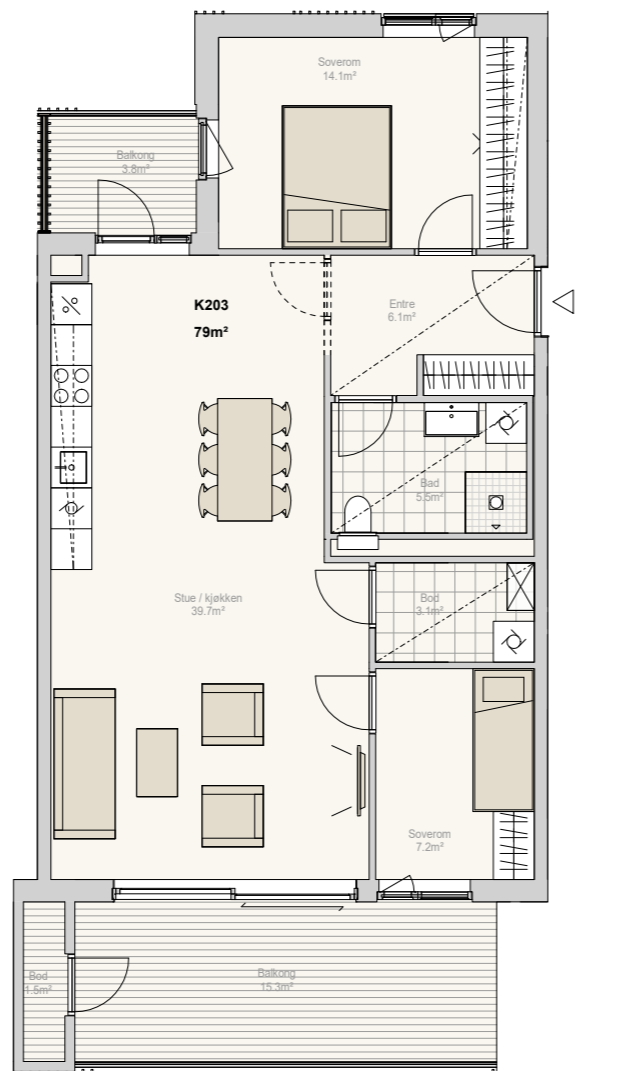 Soverom
14.1m²
Balkong
3.8m²
K203
79m²
Entre
6.1m²
Bad
5.5m²
Stue / kjøkken
39.7m²
Bod
3.1m²
Soverom
7.2m²
Bod
1.5m²
Balkong
15.3m²